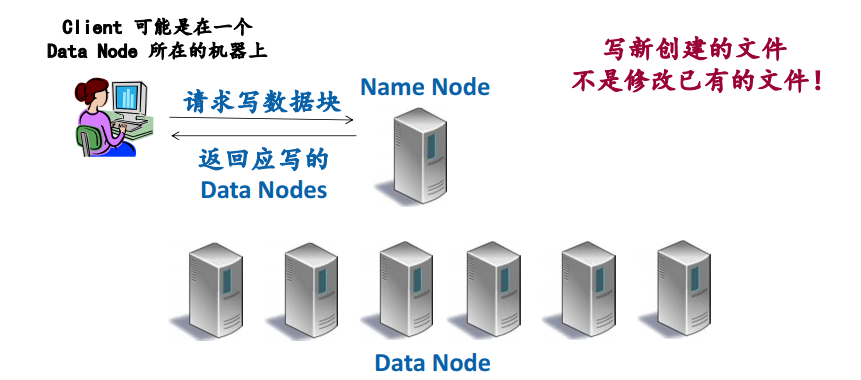 Client 可能是在一个
Data Node 所在的机器上
写新创建的文件
不是修改已有的文件！
Name Node
请求写数据块
返回应写的
Data Nodes
Data Node